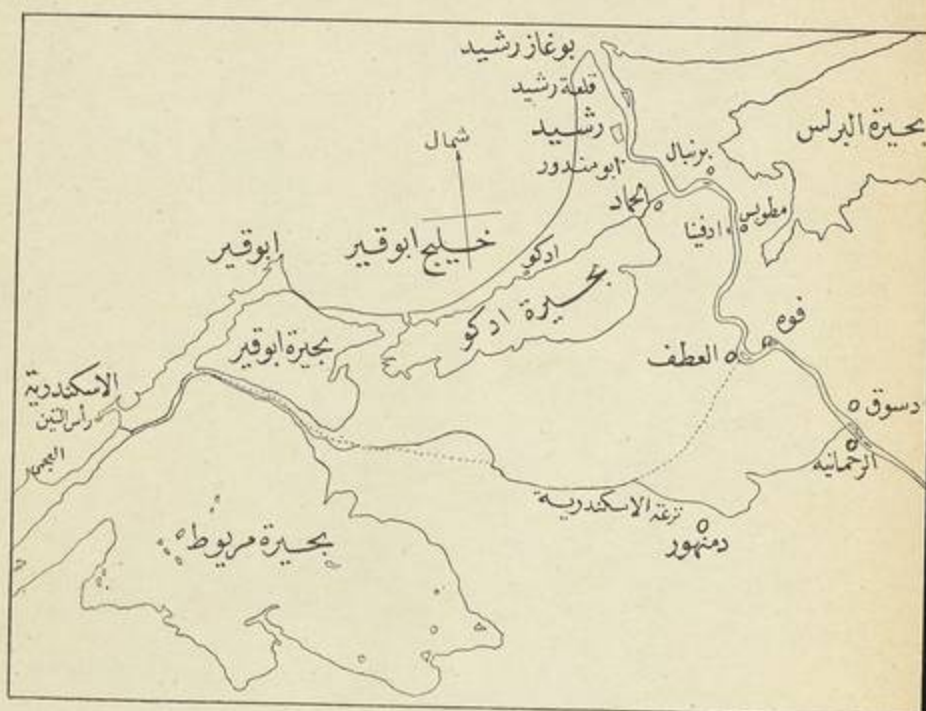 بوغاز رشيد
قلعة رشيد
رشيد
ابومندور
برنبال
بحيرة البرلس
شمال
الحماد
مطوبس
ادفينا
ابوقير
خليج ابوقير
ادكو
بحيرة ادكو
فوه
بحيرة ابوقير
العطف
الاسكندرية
رأس التين
العجمى
دسوق
الرحمانيه
ترعة الاسكندرية
دمنهور
بحيرة مريوط